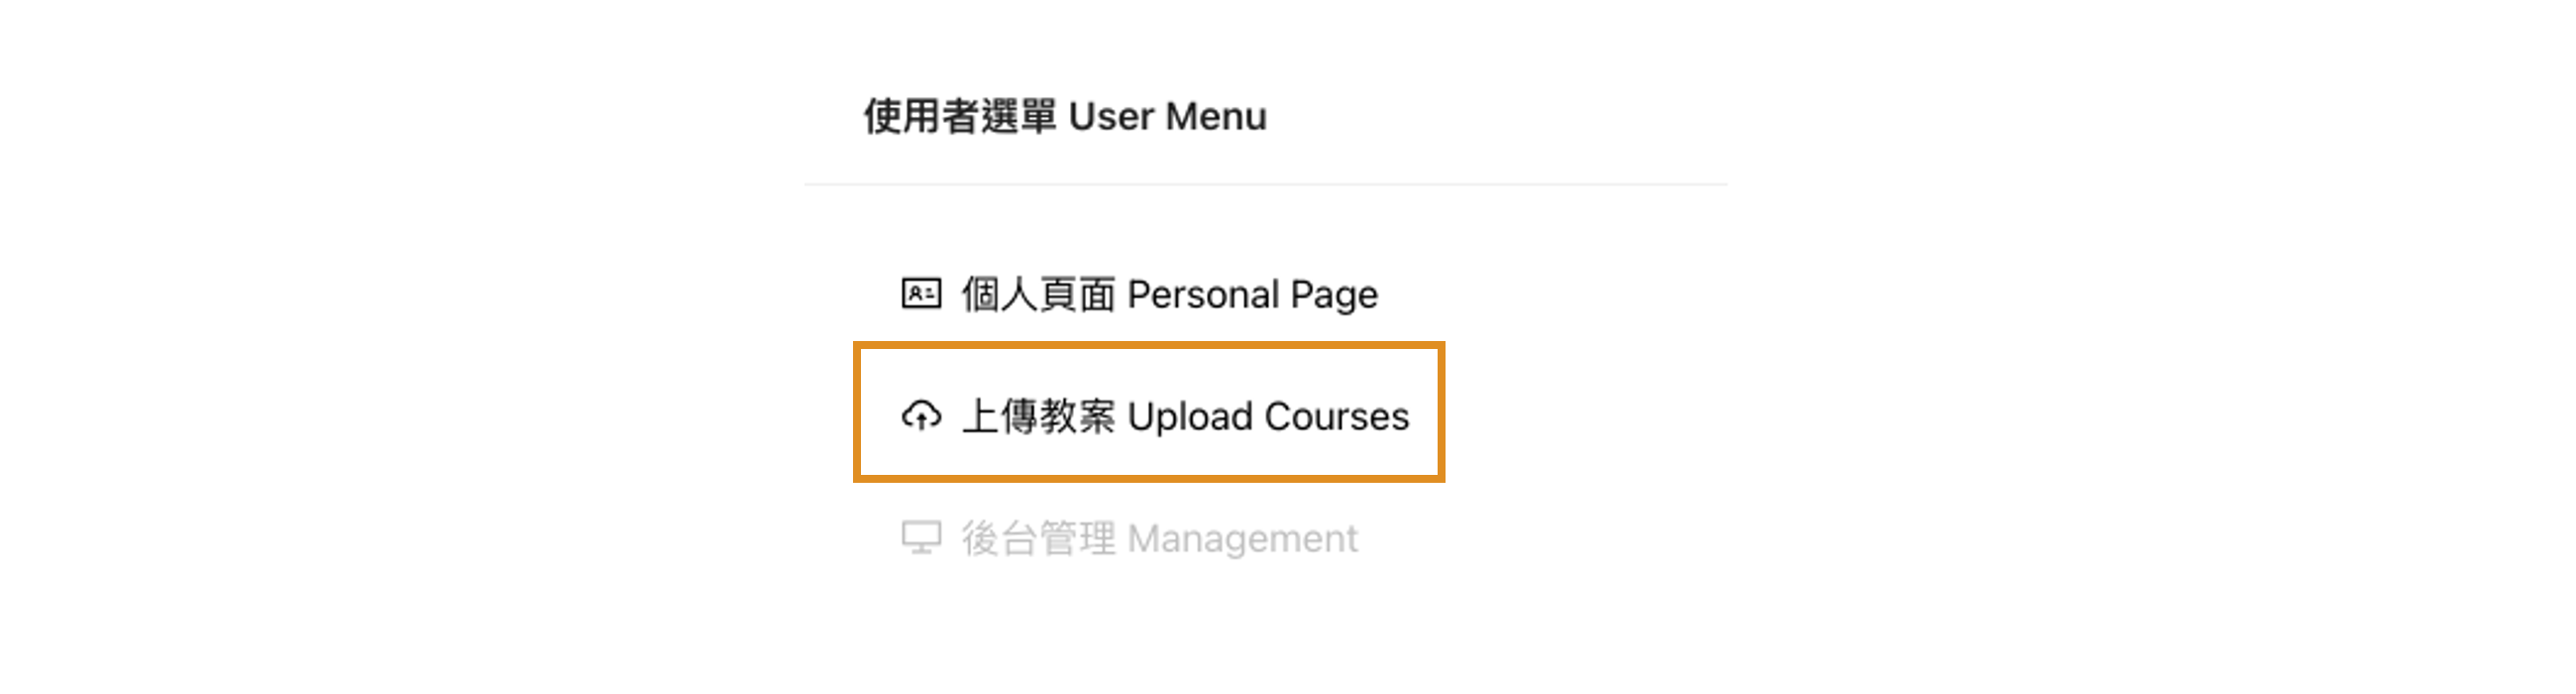 使用者選單 User Menu
個人頁面 Personal Page
上傳教案 Upload Courses
後台管理 Management